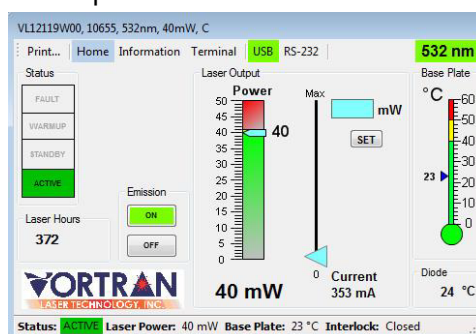 VL12119W00, 10655, 532nm, 40mW, C
Print... Home Information Terminal USB RS-232 532 nm
Status
FAULT
WARMUP
STANDBY
ACTIVE
Laser Hours
372
Emission
ON
OFF
VORTRAN
LASER TECHNOLOGY, INC.
Laser Output
Power
50
45
40
35
30
25
20
15
10
5
0
40
40 mW
Max
0
mW
SET
Current
353 mA
Base Plate
°C
60
50
40
30
20
10
0
23
Diode
24 °C
Status: ACTIVE Laser Power: 40 mW Base Plate: 23 °C Interlock: Closed